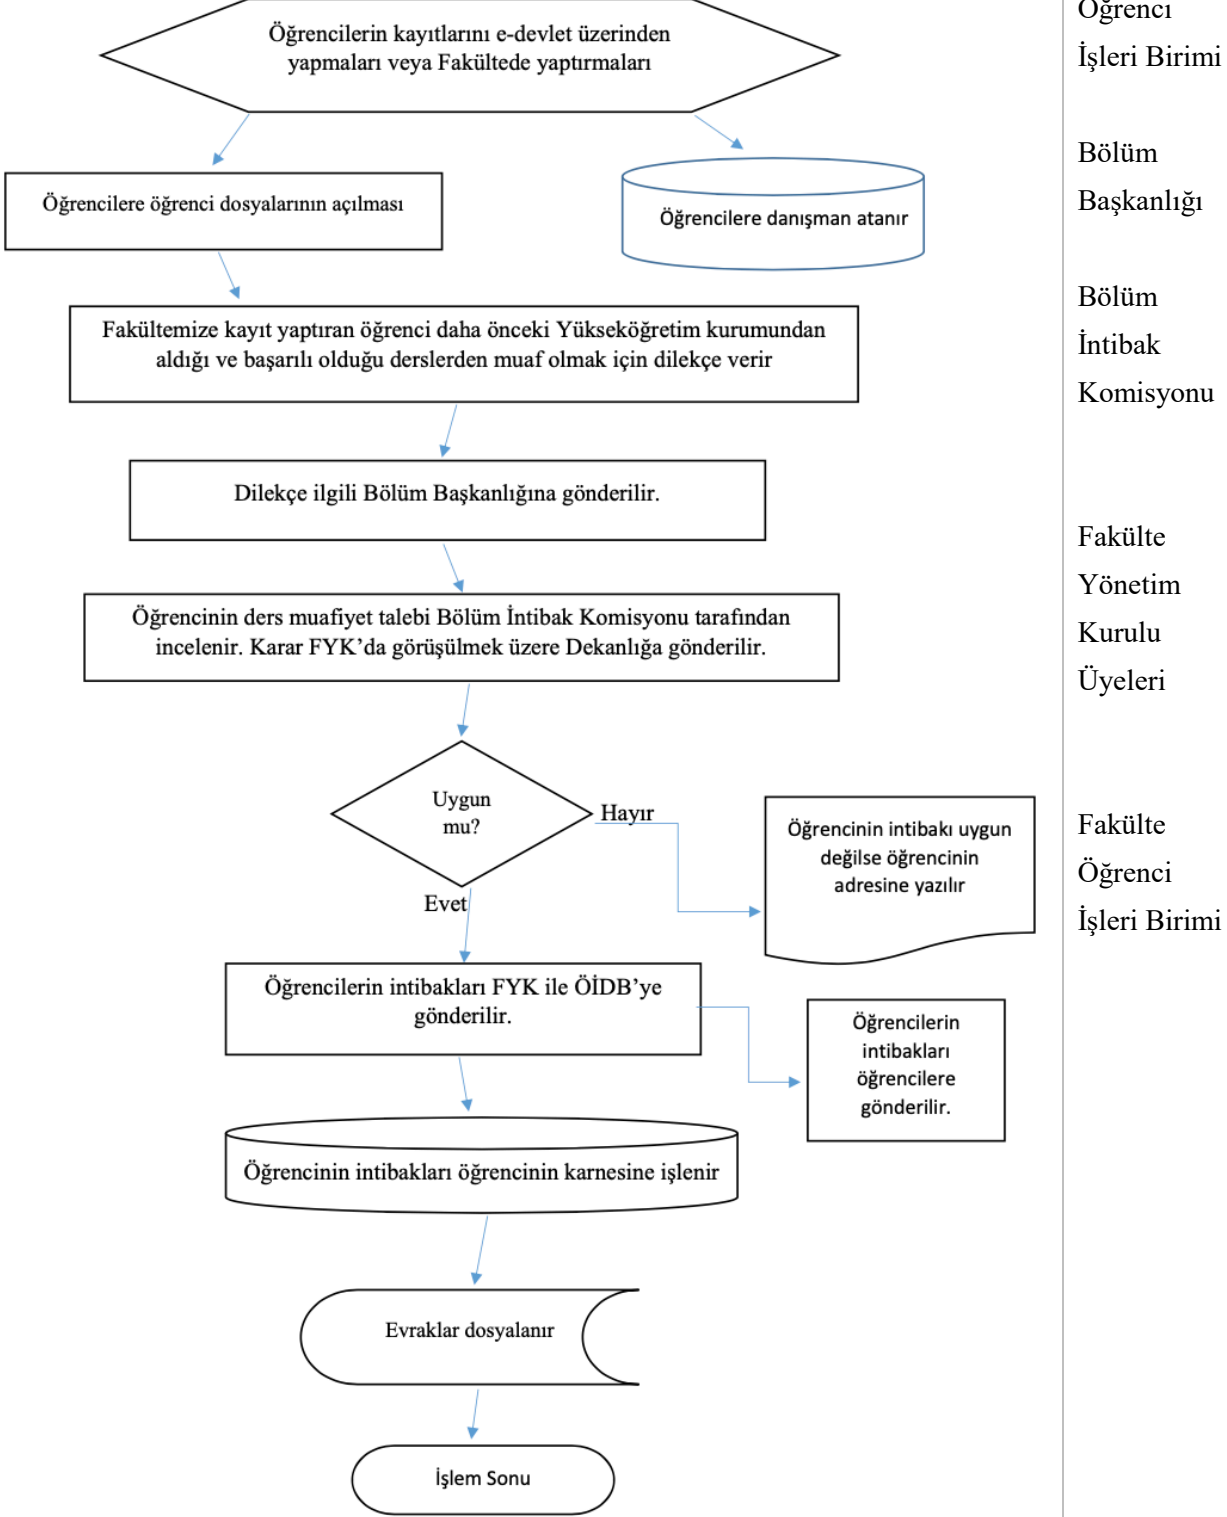 Öğrencilerin kayıtlarını e-devlet üzerinden
yapmaları veya Fakültede yaptırmaları
Öğrencilere öğrenci dosyalarının açılması
Öğrencilere danışman atanır
Fakültemize kayıt yaptıran öğrenci daha önceki Yükseköğretim kurumundan
aldığı ve başarılı olduğu derslerden muaf olmak için dilekçe verir
Dilekçe ilgili Bölüm Başkanlığına gönderilir.
Öğrencinin ders muafiyet talebi Bölüm İntibak Komisyonu tarafından
incelenir. Karar FYK’da görüşülmek üzere Dekanlığa gönderilir.
Uygun
mu?
Hayır
Öğrencinin intibakı uygun
değilse öğrencinin
adresine yazılır
Evet
Öğrencilerin intibakları FYK ile ÖİDB’ye
gönderilir.
Öğrencilerin
intibakları
öğrencilere
gönderilir.
Öğrencinin intibakları öğrencinin karnesine işlenir
Evraklar dosyalanır
İşlem Sonu
Öğrenci
İşleri Birimi
Bölüm
Başkanlığı
Bölüm
İntibak
Komisyonu
Fakülte
Yönetim
Kurulu
Üyeleri
Fakülte
Öğrenci
İşleri Birimi